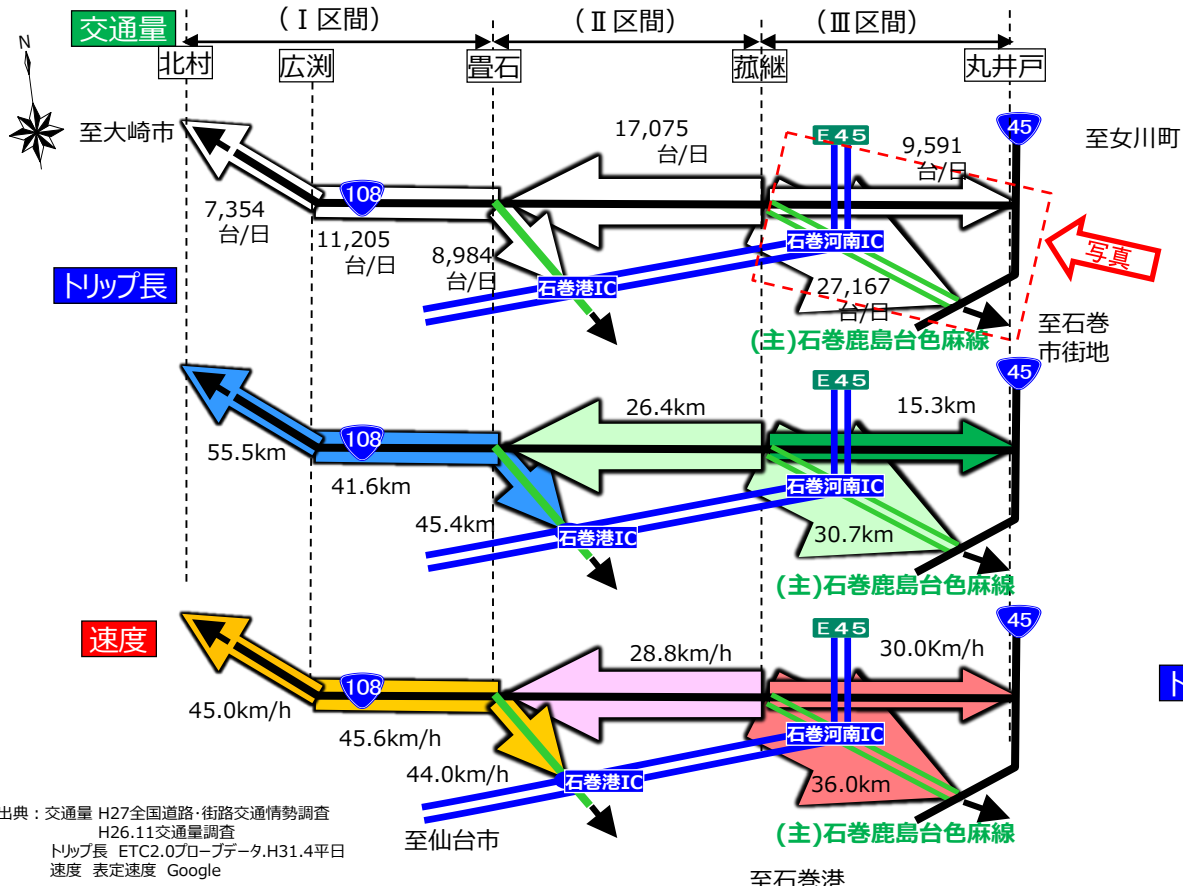 交通量
(Ⅰ区間)
(Ⅱ区間)
(Ⅲ区間)
北村
広渕
畳石
菰継
丸井戸
N
至大崎市
17,075
台/日
E45
9,591
台/日
45
至女川町
108
7,354
台/日
11,205
台/日
8,984
台/日
石巻河南IC
写真
トリップ長
石巻港IC
27,167
台/日
(主)石巻鹿島台色麻線
至石巻
市街地
45
E45
26.4km
15.3km
108
55.5km
41.6km
石巻河南IC
45.4km
石巻港IC
30.7km
(主)石巻鹿島台色麻線
速度
E45
45
28.8km/h
30.0Km/h
108
ト
45.0km/h
45.6km/h
石巻河南IC
44.0km/h
石巻港IC
36.0km
出典：交通量 H27全国道路・街路交通情勢調査
H26.11交通量調査
トリップ長 ETC2.0プローブデータ.H31.4平日
速度 表定速度 Google
至仙台市
(主)石巻鹿島台色麻線
至石巻港